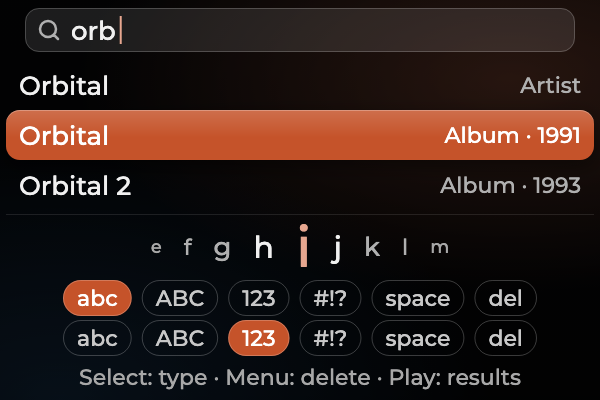 orb
Orbital Artist
Orbital Album · 1991
Orbital 2 Album · 1993
e f g h i j k l m
abc ABC 123 #!? space del
abc ABC 123 #!? space del
Select: type · Menu: delete · Play: results